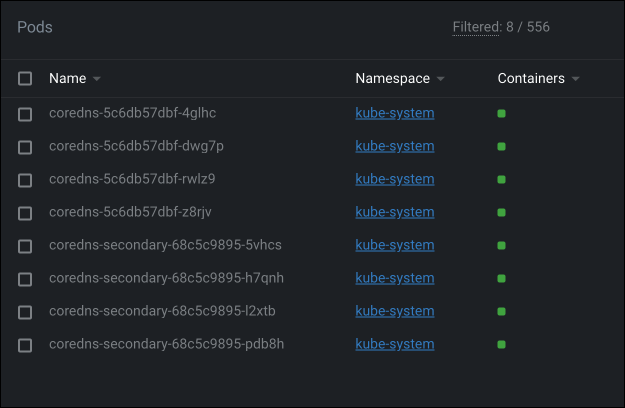 Pods Filtered: 8 / 556
Name Namespace Containers
coredns-5c6db57dbf-4glhc kube-system
coredns-5c6db57dbf-dwg7p kube-system
coredns-5c6db57dbf-rwlz9 kube-system
coredns-5c6db57dbf-z8rjv kube-system
coredns-secondary-68c5c9895-5vhcs kube-system
coredns-secondary-68c5c9895-h7qnh kube-system
coredns-secondary-68c5c9895-l2xtb kube-system
coredns-secondary-68c5c9895-pdb8h kube-system